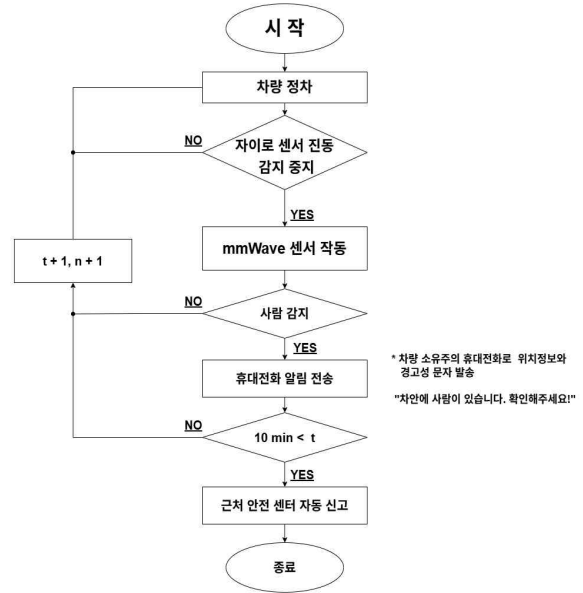 시 작
차량 정차
NO
자이로 센서 진동
감지 중지
YES
mmWave 센서 작동
t + 1, n + 1
NO
사람 감지
YES
휴대전화 알림 전송
* 차량 소유주의 휴대전화로 위치정보와
경고성 문자 발송
"차안에 사람이 있습니다. 확인해주세요!"
NO
10 min < t
YES
근처 안전 센터 자동 신고
종료